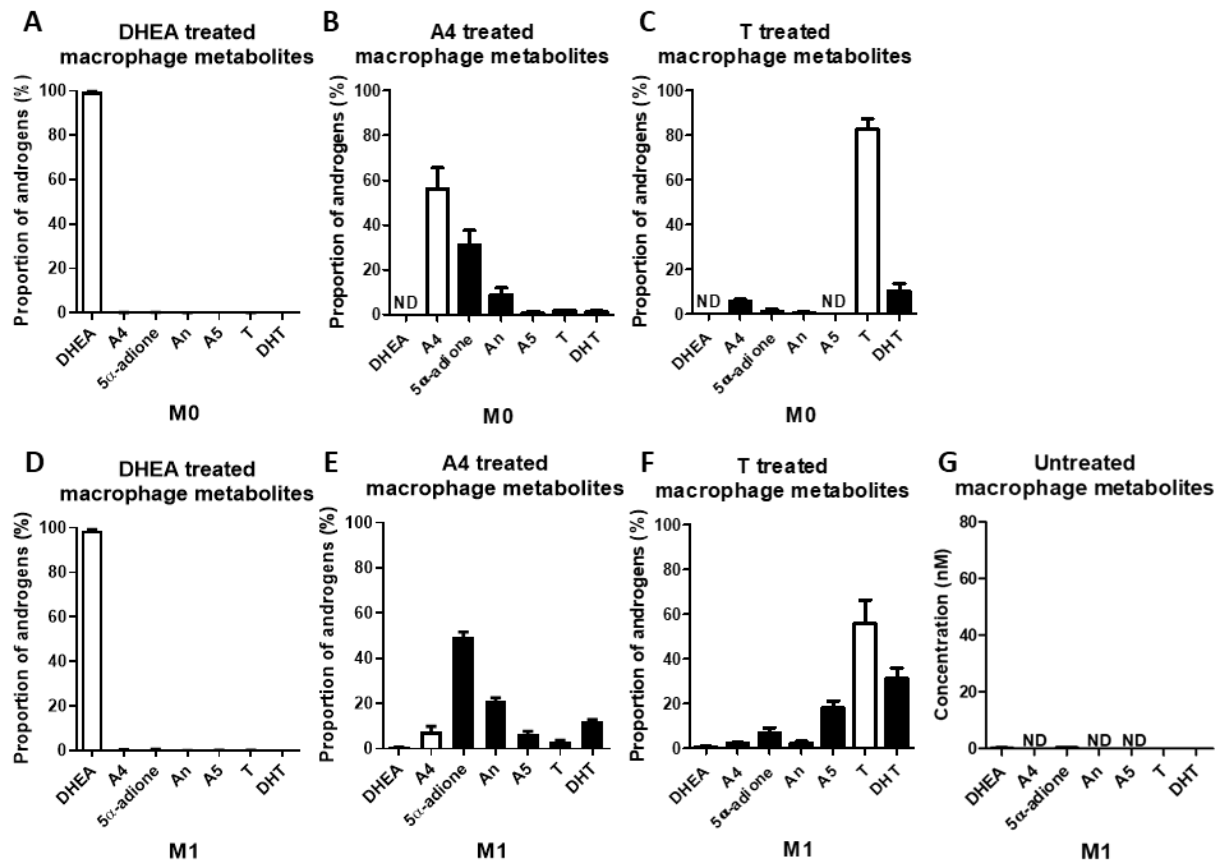 A
DHEA treated
macrophage metabolites
Proportion of androgens (%)
100
80
60
40
20
0
DHEA
A4
5α-adione
An
A5
T
DHT
M0
B
A4 treated
macrophage metabolites
Proportion of androgens (%)
100
80
60
40
20
0
ND
DHEA
A4
5α-adione
An
A5
T
DHT
M0
C
T treated
macrophage metabolites
Proportion of androgens (%)
100
80
60
40
20
0
ND
ND
DHEA
A4
5α-adione
An
A5
T
DHT
M0
D
DHEA treated
macrophage metabolites
Proportion of androgens (%)
100
80
60
40
20
0
DHEA
A4
5α-adione
An
A5
T
DHT
M1
E
A4 treated
macrophage metabolites
Proportion of androgens (%)
100
80
60
40
20
0
DHEA
A4
5α-adione
An
A5
T
DHT
M1
F
T treated
macrophage metabolites
Proportion of androgens (%)
100
80
60
40
20
0
DHEA
A4
5α-adione
An
A5
T
DHT
M1
G
Untreated
macrophage metabolites
Concentration (nM)
80
60
40
20
0
ND
ND
ND
DHEA
A4
5α-adione
An
A5
T
DHT
M1